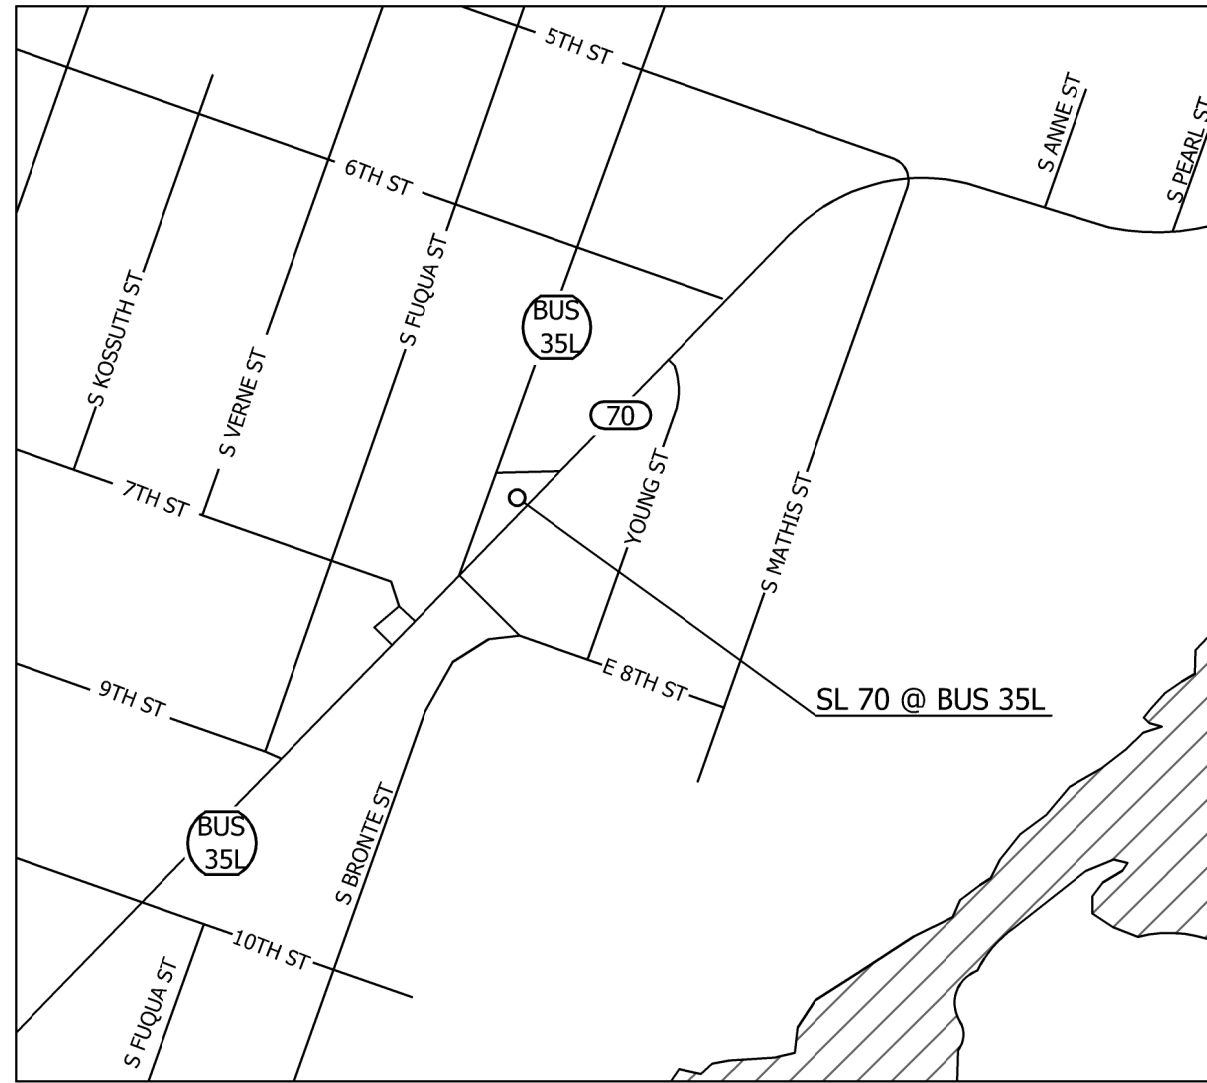 5TH ST
S ANNE ST
S PEARL ST
6TH ST
S FUQUA ST
S KOSSUTH ST
BUS
35L
S VERNE ST
70
7TH ST
YOUNG ST
S MATHIS ST
E 8TH ST
9TH ST
SL 70 @ BUS 35L
BUS
35L
S BRONTE ST
10TH ST
S FUQUA ST